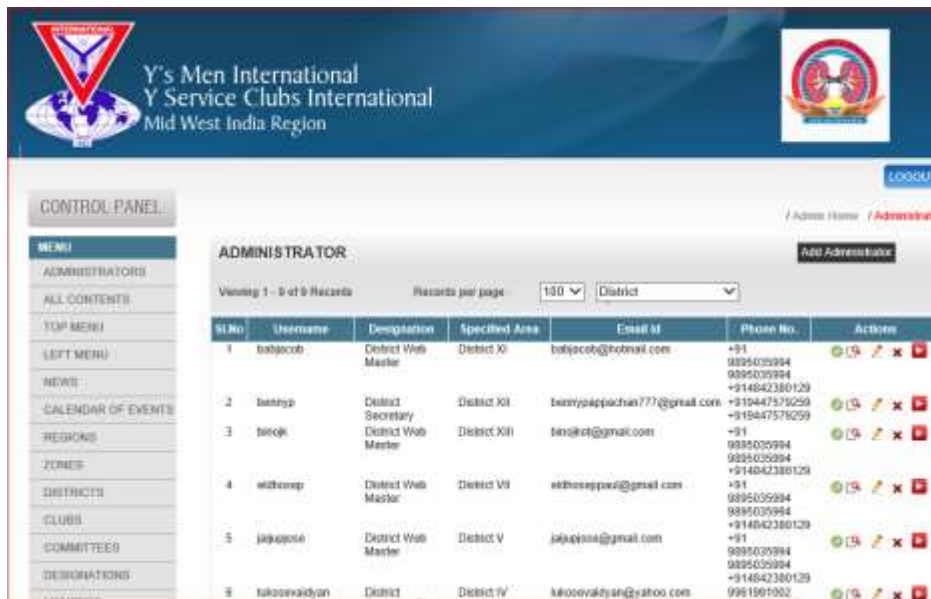 INTERNATIONAL
Y's Men International
Y Service Clubs International
Mid West India Region
LOGOU
CONTROL PANEL
/ Admin Home / Administrat
MENU
ADMINISTRATORS
ALL CONTENTS
TOP MENU
LEFT MENU
NEWS
CALENDAR OF EVENTS
REGIONS
ZONES
DISTRICTS
CLUBS
COMMITTEES
DESIGNATIONS
ADMINISTRATOR
Add Administrator
Viewing 1 - 9 of 9 Records Records per page 100 District
Sl.No Username Designation Specified Area Email Id Phone No. Actions
1 babjacob District Web Master District XI babjacob@hotmail.com +91
9895035994
9895035994
+914842380129
2 bennyp District Secretary District XII bennypappachan777@gmail.com +919447579259
+919447579259
3 binojk District Web Master District XIII binojkot@gmail.com +91
9895035994
9895035994
+914842380129
4 eldhosep District Web Master District VII eldhoseppaul@gmail.com +91
9895035994
9895035994
+914842380129
5 jaijupjose District Web Master District V jaijupjose@gmail.com +91
9895035994
9895035994
+914842380129
6 lukosevaidyan District District IV lukosevaidyan@yahoo.com 9961991002